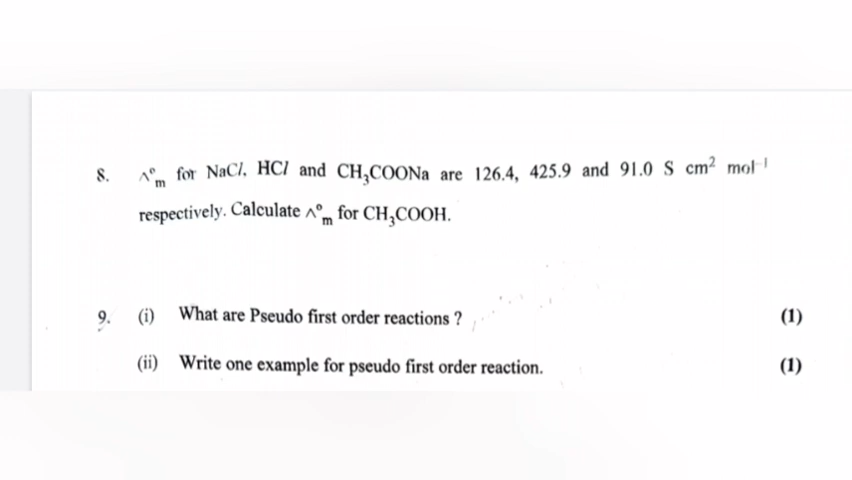 8. ∧°m for NaCl, HCl and CH₃COONa are 126.4, 425.9 and 91.0 S cm² mol⁻¹
respectively. Calculate ∧°m for CH₃COOH.
9. (i) What are Pseudo first order reactions ? (1)
(ii) Write one example for pseudo first order reaction. (1)